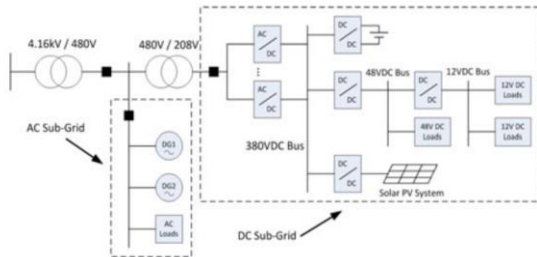 4.16kV / 480V
480V / 208V
AC
DC
AC
DC
DC
DC
DC
DC
48VDC Bus
DC
DC
12VDC Bus
12V DC
Loads
48V DC
Loads
12V DC
Loads
380VDC Bus
DC
DC
Solar PV System
AC Sub-Grid
DG3
DG2
AC
Loads
DC Sub-Grid